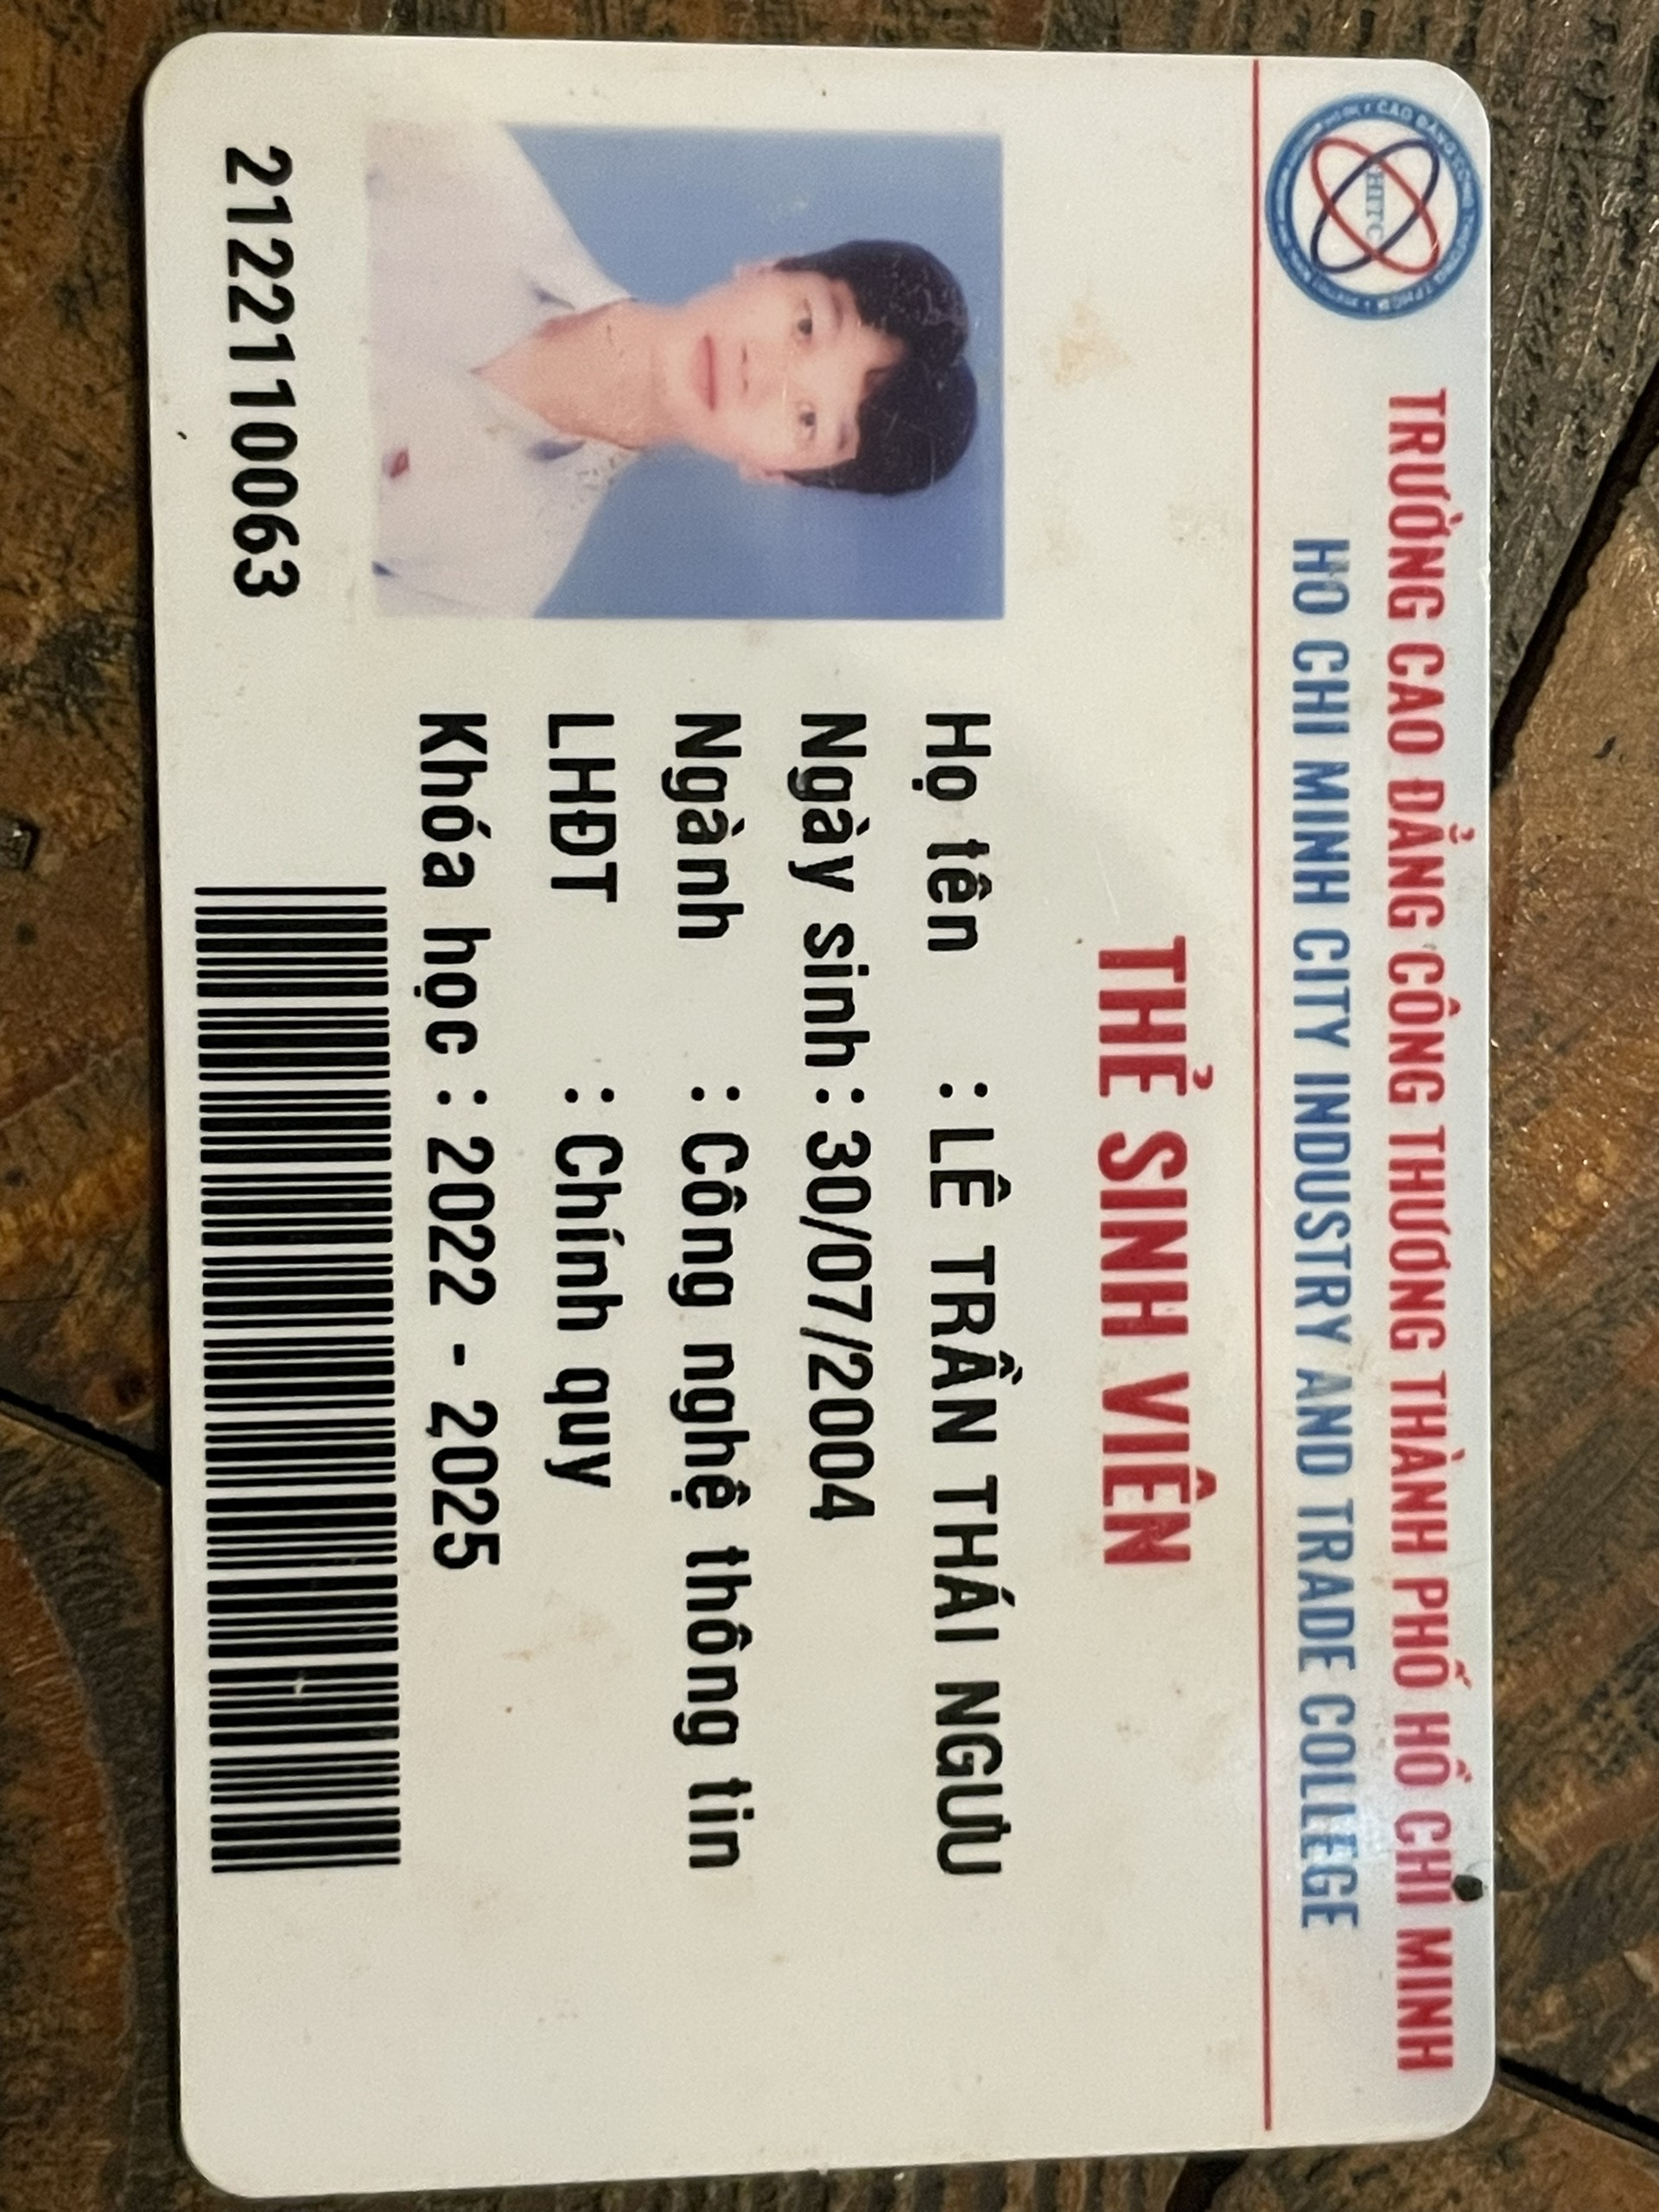 HITC
TRƯỜNG CAO ĐẲNG CÔNG THƯƠNG THÀNH PHỐ HỒ CHÍ MINH
HO CHI MINH CITY INDUSTRY AND TRADE COLLEGE
THẺ SINH VIÊN
Họ tên : LÊ TRẦN THÁI NGƯU
Ngày sinh : 30/07/2004
Ngành : Công nghệ thông tin
LHĐT : Chính quy
Khóa học : 2022 - 2025
2122110063